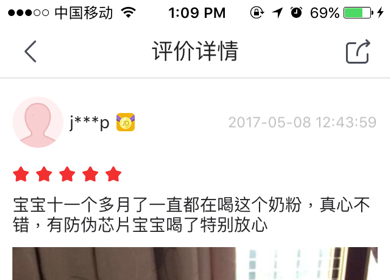 中国移动 1:09 PM 69%
评价详情
j***p 2017-05-08 12:43:59
宝宝十一个多月了一直都在喝这个奶粉，真心不
错，有防伪芯片宝宝喝了特别放心